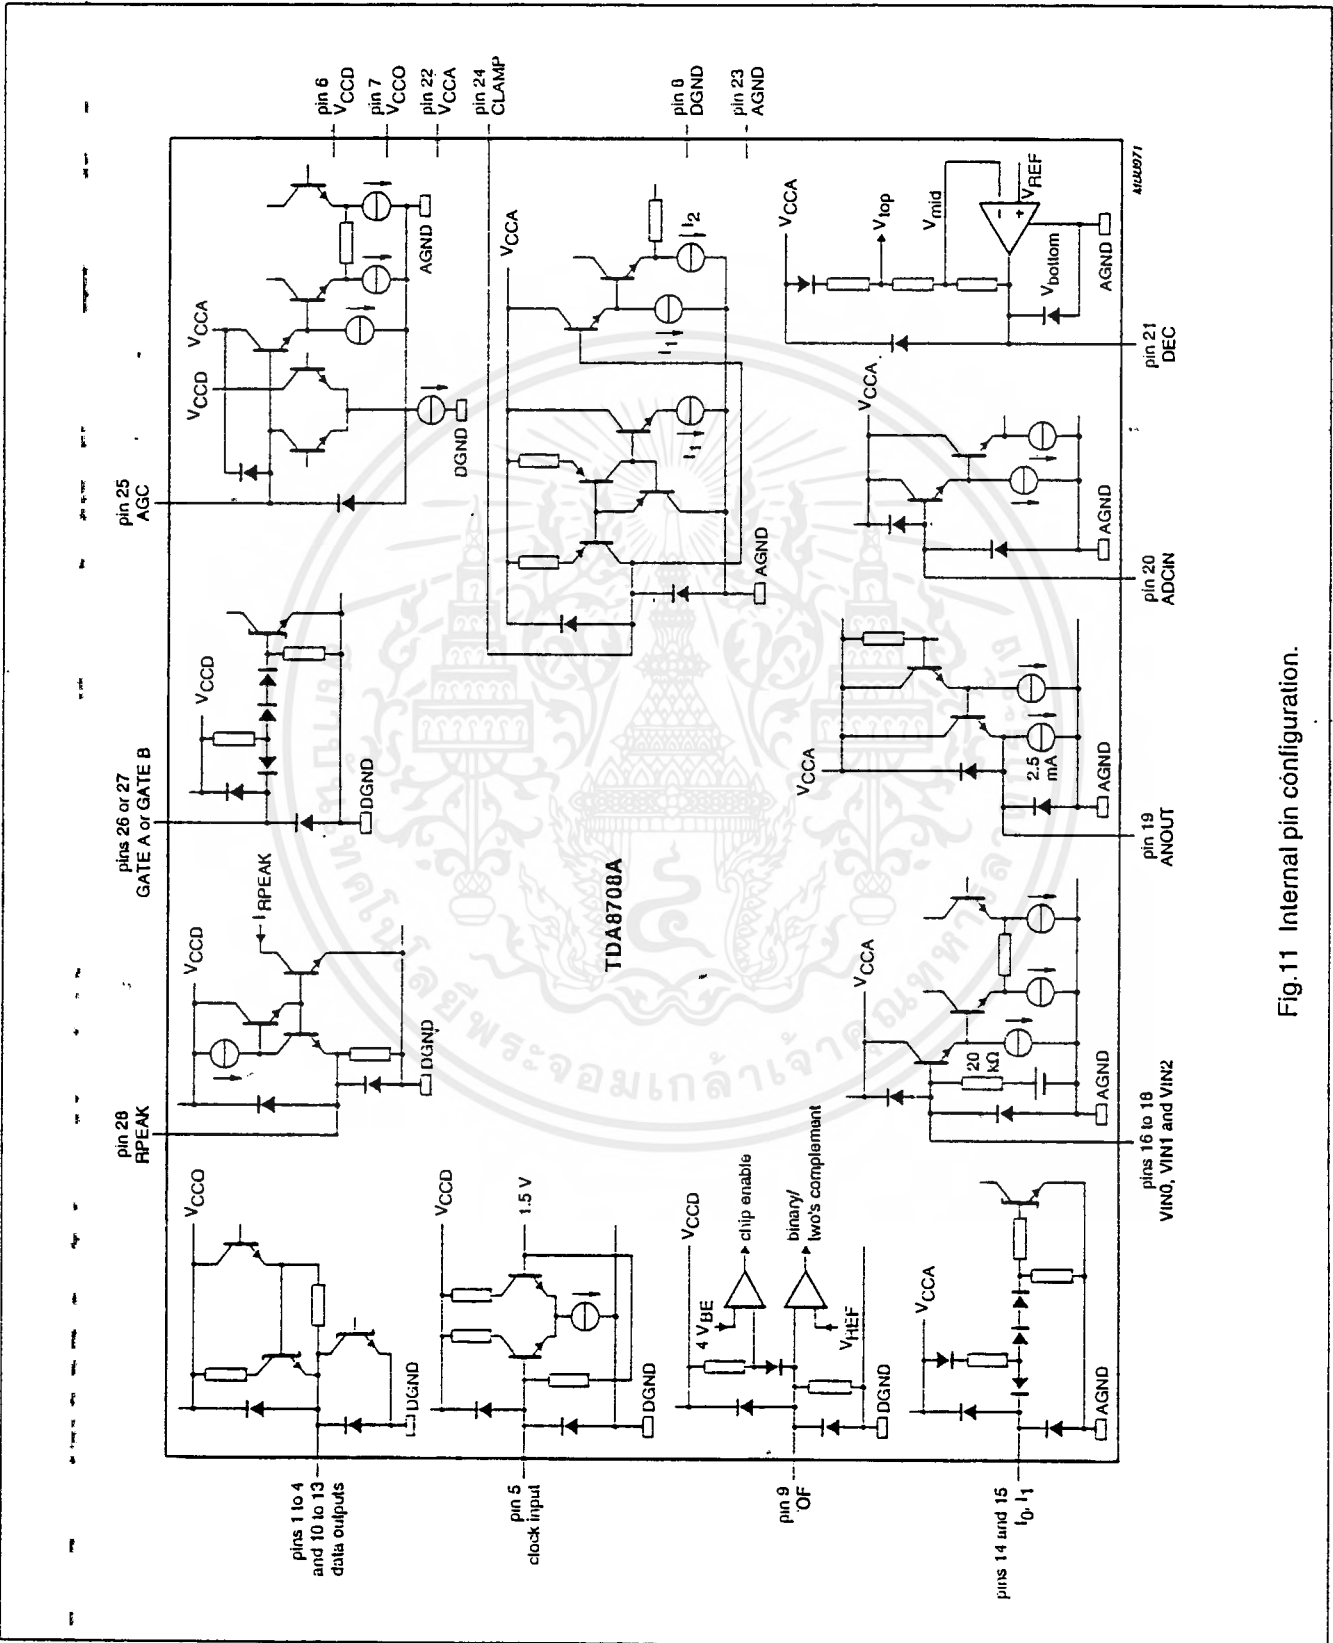 pin 6
VCCD
pin 7
VCCO
pin 22
VCCA
pin 24
CLAMP
pin 8
DGND
pin 23
AGND
pin 25
AGC
VCCD
VCCA
DGND
AGND
pins 26 or 27
GATE A or GATE B
VCCD
DGND
pin 28
RPEAK
VCCD
I RPEAK
DGND
pins 1 to 4
and 10 to 13
data outputs
VCCO
DGND
pin 5
clock input
VCCD
1.5 V
DGND
pin 9
OF
VCCD
4 VBE
chip enable
binary/
two's complement
VREF
DGND
pins 14 and 15
I0, I1
VCCA
AGND
TDA8708A
VCCA
I1
I1
I2
AGND
pins 16 to 18
VIN0, VIN1 and VIN2
VCCA
20
kΩ
AGND
pin 19
ANOUT
VCCA
2.5
mA
AGND
pin 20
ADCIN
VCCA
AGND
pin 21
DEC
VCCA
Vtop
Vmid
VREF
Vbottom
AGND
Fig.11 Internal pin configuration.